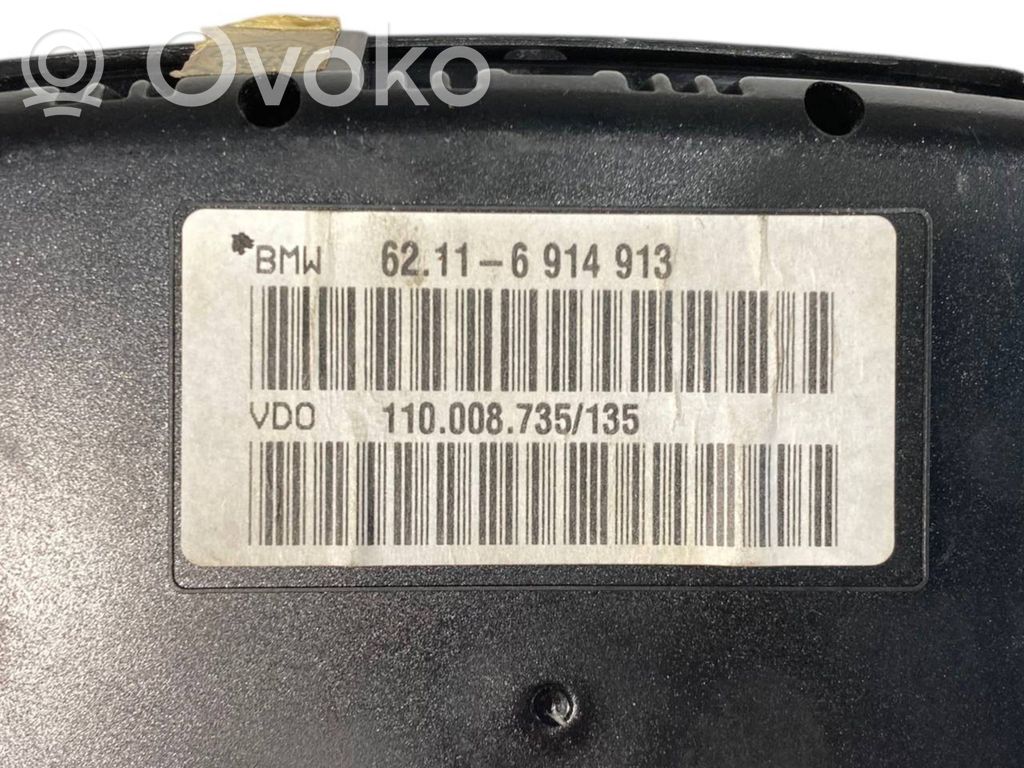 Ovoko
*BMW 62.11-6 914 913
VDO 110.008.735/135